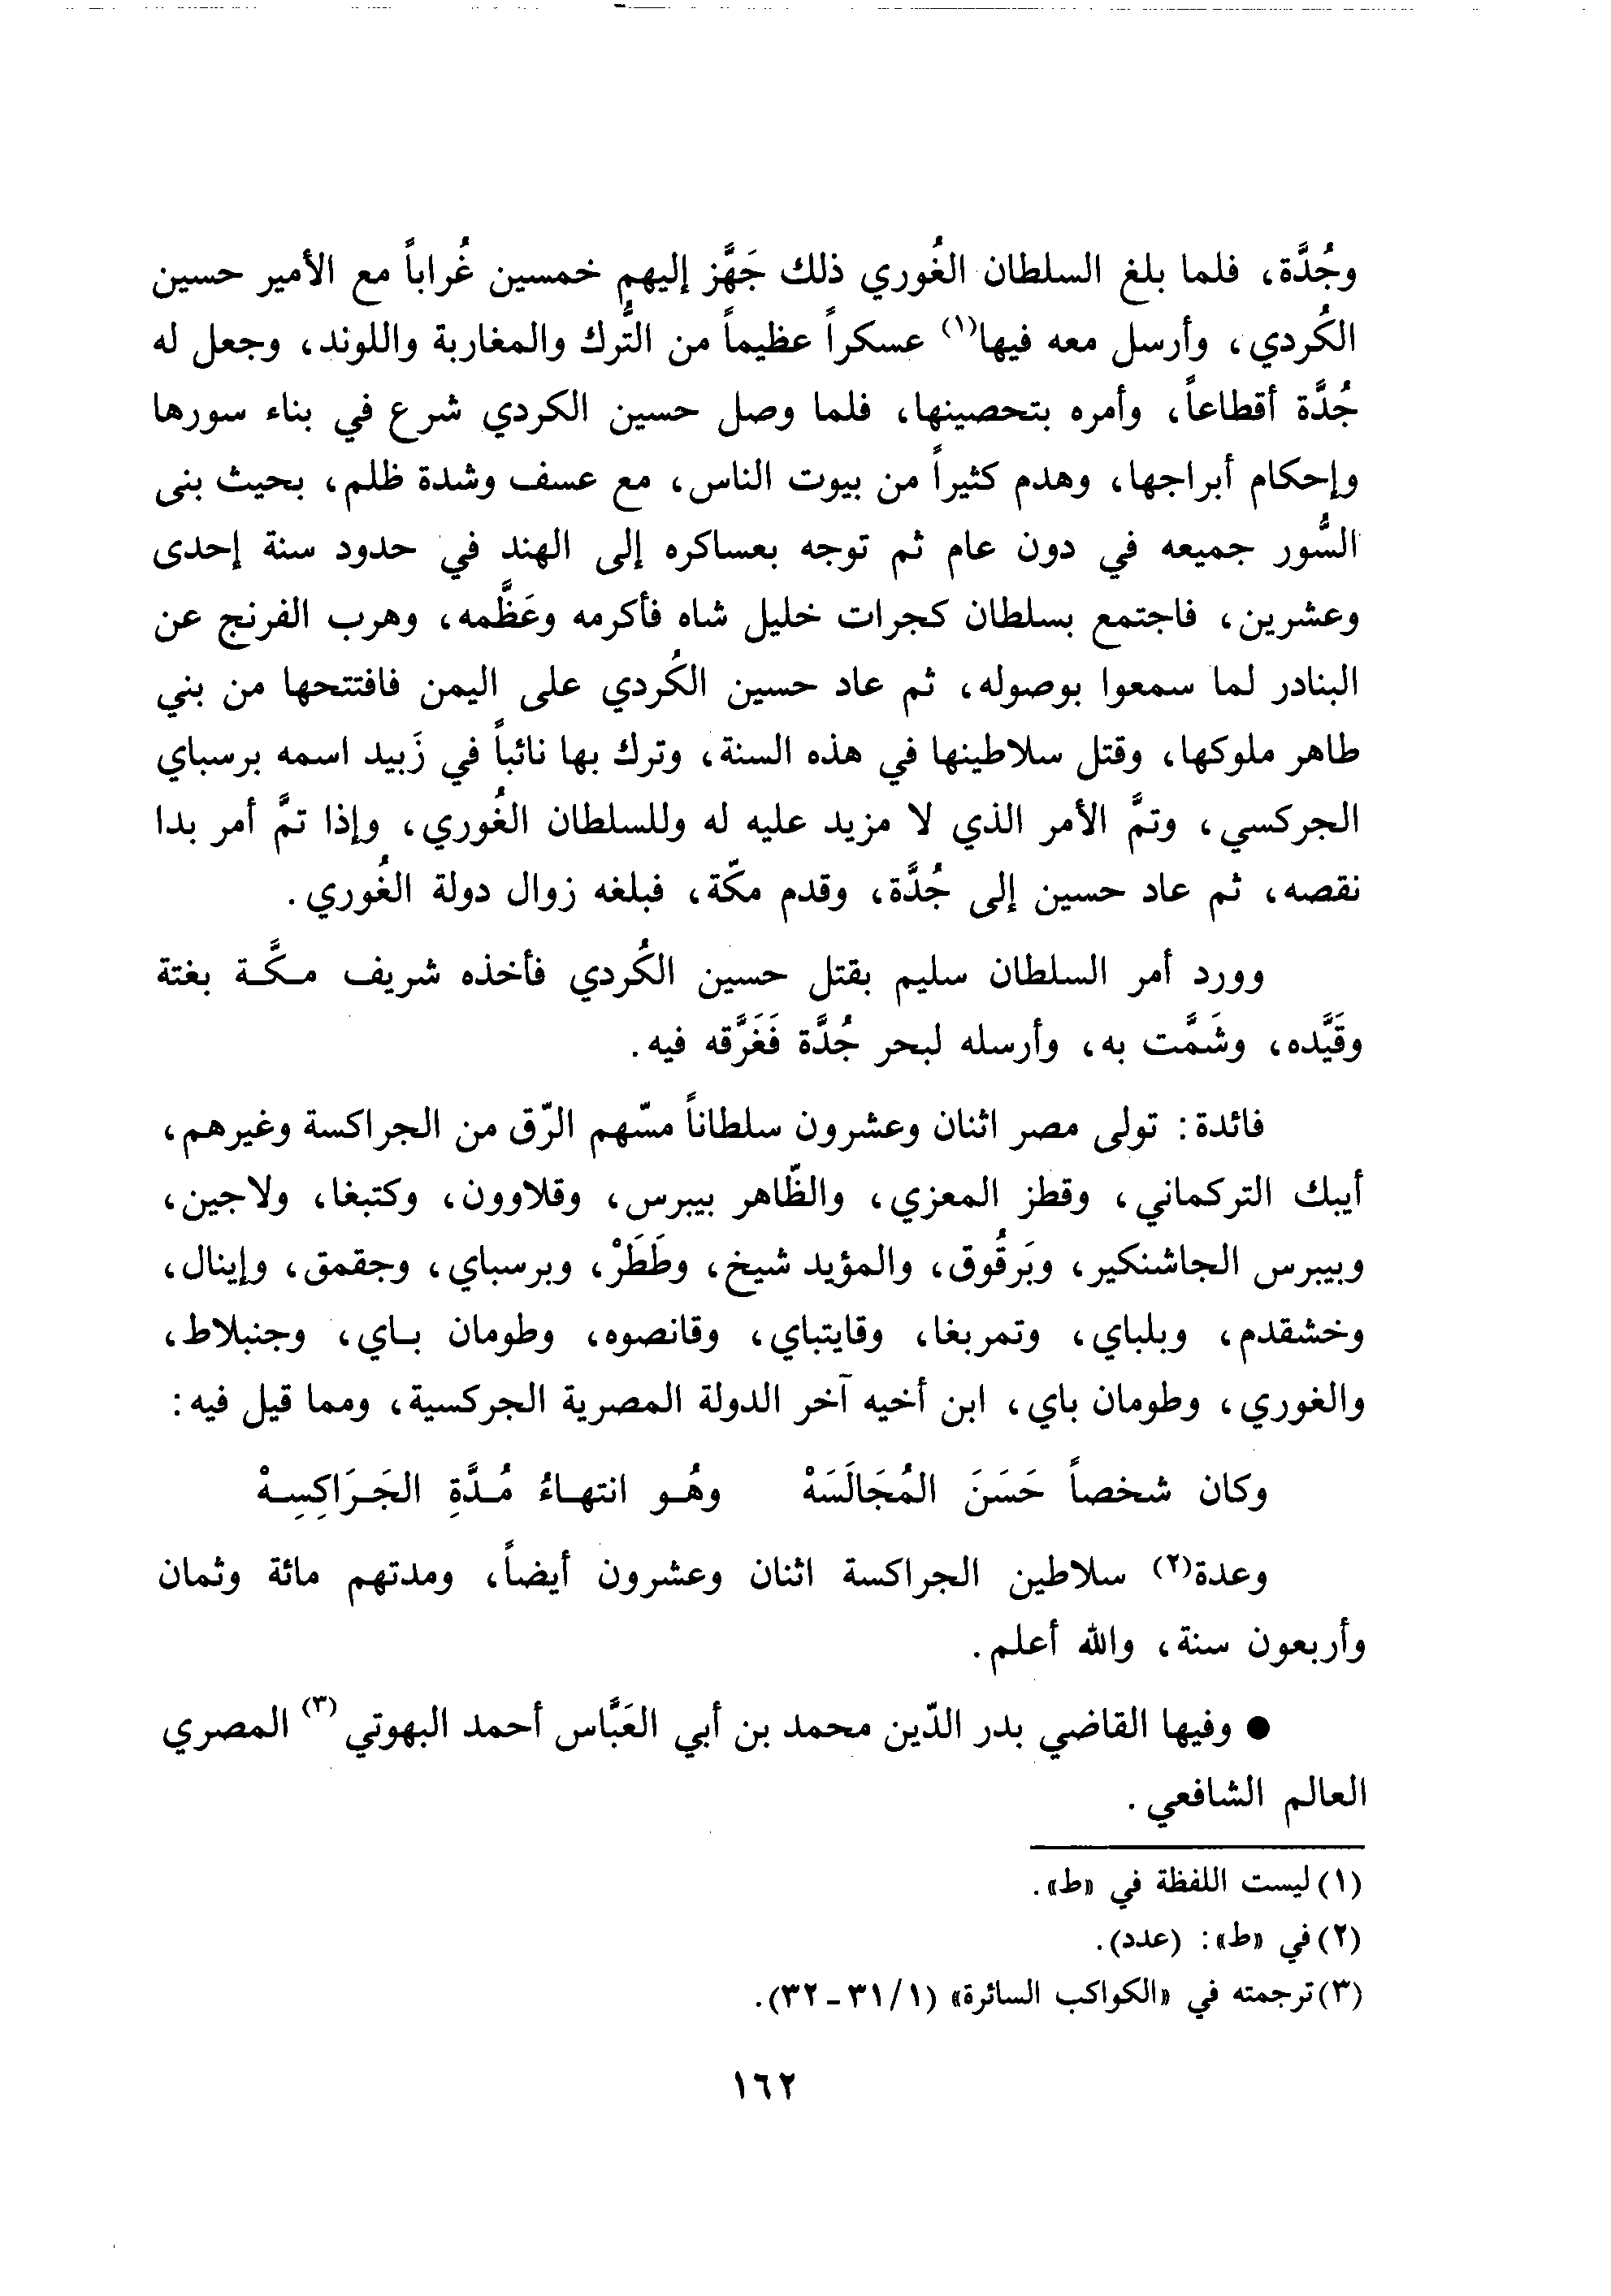 وجُدَّة، فلما بلغ السلطان الغُوري ذلك جَهَّز إليهم خمسين غُراباً مع الأمير حسين
الكُردي، وأرسل معه فيها(١) عسكراً عظيماً من التُّرك والمغاربة واللوند، وجعل له
جُدَّة أقطاعاً، وأمره بتحصينها، فلما وصل حسين الكردي شرع في بناء سورها
وإحكام أبراجها، وهدم كثيراً من بيوت الناس، مع عسف وشدة ظلم، بحيث بنى
السُّور جميعه في دون عام ثم توجه بعساكره إلى الهند في حدود سنة إحدى
وعشرين، فاجتمع بسلطان كجرات خليل شاه فأكرمه وعَظَّمه، وهرب الفرنج عن
البنادر لما سمعوا بوصوله، ثم عاد حسين الكُردي على اليمن فافتتحها من بني
طاهر ملوكها، وقتل سلاطينها في هذه السنة، وترك بها نائباً في زَبيد اسمه برسباي
الجركسي، وتمَّ الأمر الذي لا مزيد عليه له وللسلطان الغُوري، وإذا تمَّ أمر بدا
نقصه، ثم عاد حسين إلى جُدَّة، وقدم مكّة، فبلغه زوال دولة الغُوري.
وورد أمر السلطان سليم بقتل حسين الكُردي فأخذه شريف مكَّة بغتة
وقَيَّده، وشَمَّت به، وأرسله لبحر جُدَّة فَغَرَّقه فيه.
فائدة: تولى مصر اثنان وعشرون سلطاناً مسّهم الرّق من الجراكسة وغيرهم،
أيبك التركماني، وقطز المعزي، والظّاهر بيبرس، وقلاوون، وكتبغا، ولاجين،
وبيبرس الجاشنكير، وبَرقُوق، والمؤيد شيخ، وطَطَرْ، وبرسباي، وجقمق، وإينال،
وخشقدم، وبلباي، وتمربغا، وقايتباي، وقانصوه، وطومان باي، وجنبلاط،
والغوري، وطومان باي، ابن أخيه آخر الدولة المصرية الجركسية، ومما قيل فيه:
وكان شخصاً حَسَنَ المُجَالَسَهْ وهُو انتهاءُ مُدَّةِ الجَرَاكِسِهْ
وعدة(٢) سلاطين الجراكسة اثنان وعشرون أيضاً، ومدتهم مائة وثمان
وأربعون سنة، والله أعلم.
● وفيها القاضي بدر الدّين محمد بن أبي العَبَّاس أحمد البهوتي(٣) المصري
العالم الشافعي.
(١) ليست اللفظة في «ط».
(٢) في «ط»: (عدد).
(٣) ترجمته في «الكواكب السائرة» (١/ ٣١ - ٣٢).
١٦٢